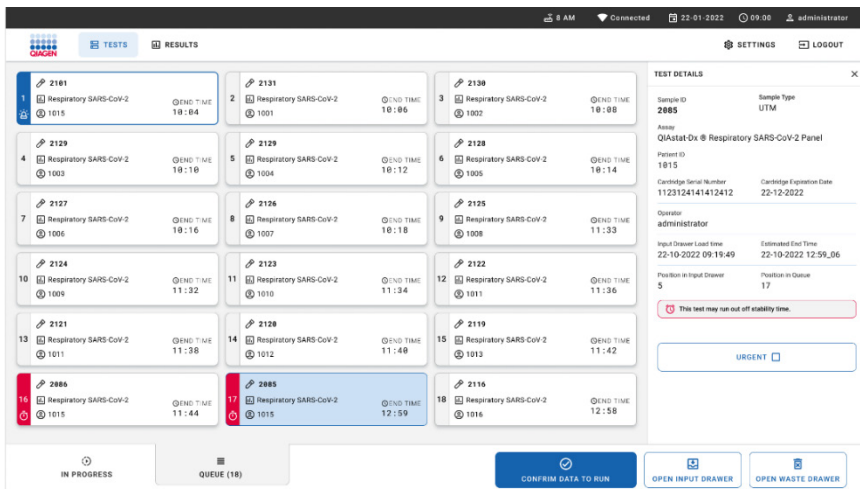 8 AM Connected 22-01-2022 09:00 administrator
QIAGEN TESTS RESULTS SETTINGS LOGOUT
1
2101
Respiratory SARS-CoV-2
1015
END TIME
10:04
2
2131
Respiratory SARS-CoV-2
1001
END TIME
10:06
3
2130
Respiratory SARS-CoV-2
1002
END TIME
10:08
4
2129
Respiratory SARS-CoV-2
1003
END TIME
10:10
5
2129
Respiratory SARS-CoV-2
1004
END TIME
10:12
6
2128
Respiratory SARS-CoV-2
1005
END TIME
10:14
7
2127
Respiratory SARS-CoV-2
1006
END TIME
10:16
8
2126
Respiratory SARS-CoV-2
1007
END TIME
10:18
9
2125
Respiratory SARS-CoV-2
1008
END TIME
11:33
10
2124
Respiratory SARS-CoV-2
1009
END TIME
11:32
11
2123
Respiratory SARS-CoV-2
1010
END TIME
11:34
12
2122
Respiratory SARS-CoV-2
1011
END TIME
11:36
13
2121
Respiratory SARS-CoV-2
1011
END TIME
11:38
14
2120
Respiratory SARS-CoV-2
1012
END TIME
11:40
15
2119
Respiratory SARS-CoV-2
1013
END TIME
11:42
16
2086
Respiratory SARS-CoV-2
1015
END TIME
11:44
17
2085
Respiratory SARS-CoV-2
1015
END TIME
12:59
18
2116
Respiratory SARS-CoV-2
1016
END TIME
12:58
TEST DETAILS
Sample ID Sample Type
2085 UTM
Assay
QIAstat-Dx ® Respiratory SARS-CoV-2 Panel
Patient ID
1015
Cardridge Serial Number Cardridge Expiration Date
1123124141412412 22-12-2022
Operator
administrator
Input Drawer Load time Estimated End Time
22-10-2022 09:19:49 22-10-2022 12:59_06
Position in Input Drawer Position in Queue
5 17
This test may run out off stability time.
URGENT
IN PROGRESS QUEUE (18) CONFRIM DATA TO RUN OPEN INPUT DRAWER OPEN WASTE DRAWER